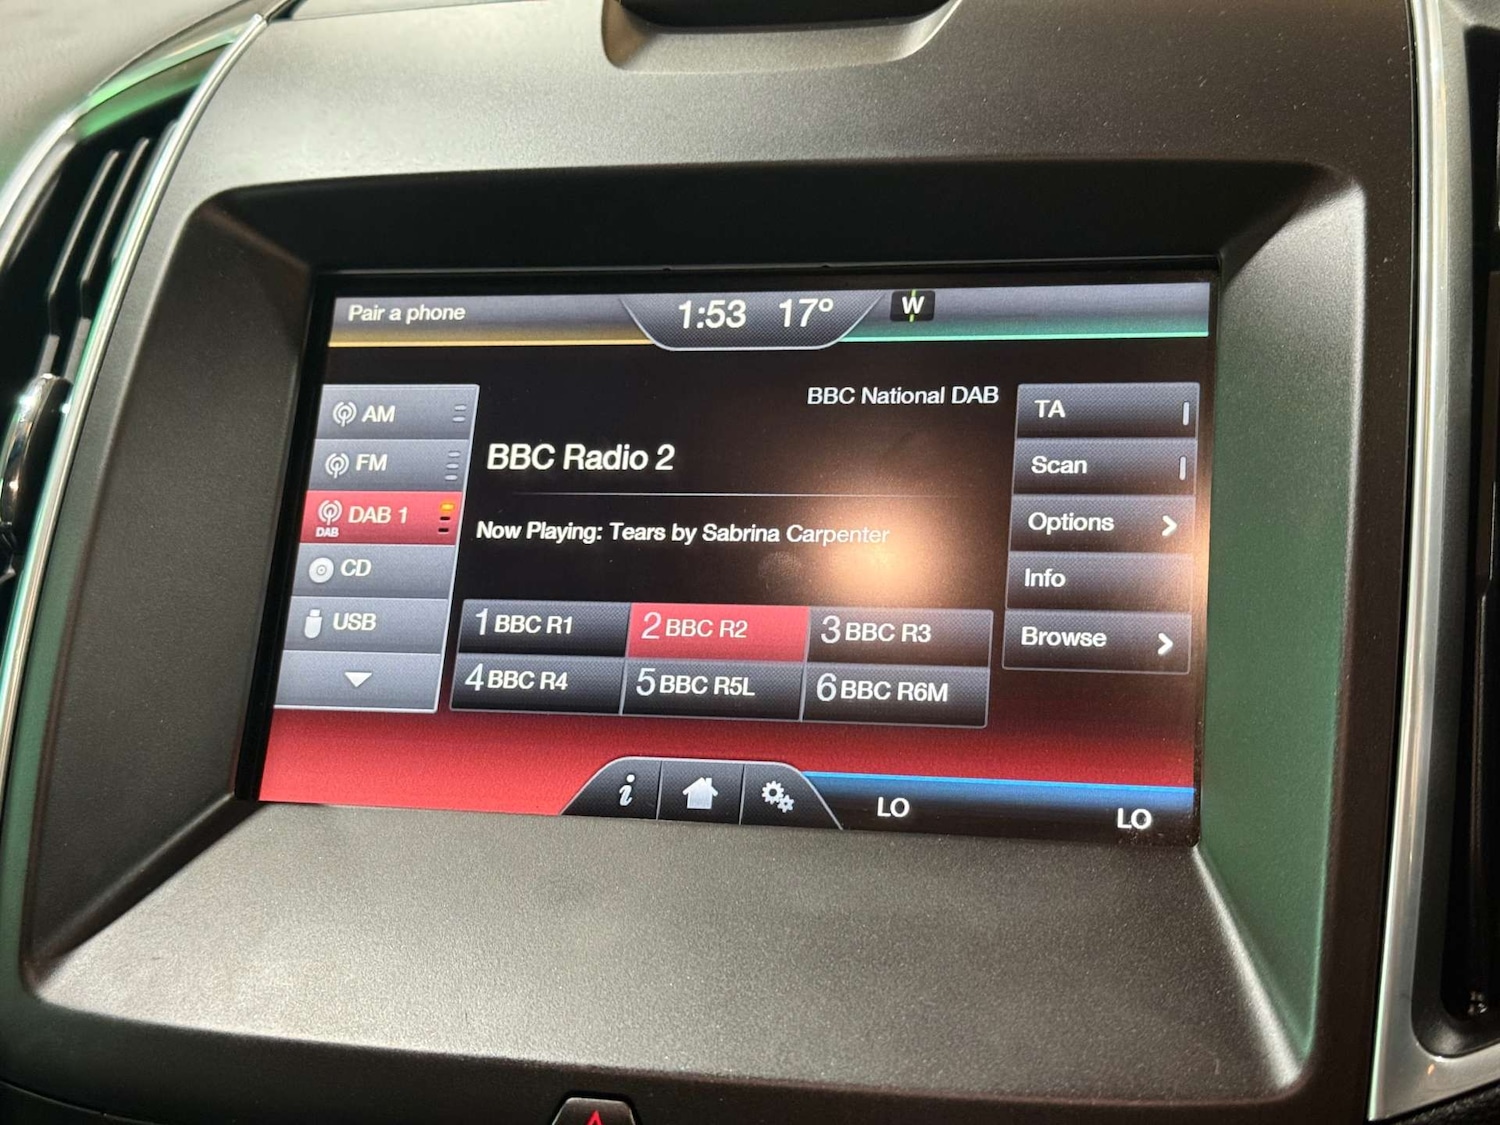 Pair a phone
1:53 17°
W
AM
FM
DAB 1
DAB
CD
USB
BBC National DAB
BBC Radio 2
Now Playing: Tears by Sabrina Carpenter
1 BBC R1
2 BBC R2
3 BBC R3
4 BBC R4
5 BBC R5L
6 BBC R6M
TA
Scan
Options
Info
Browse
i
LO
LO